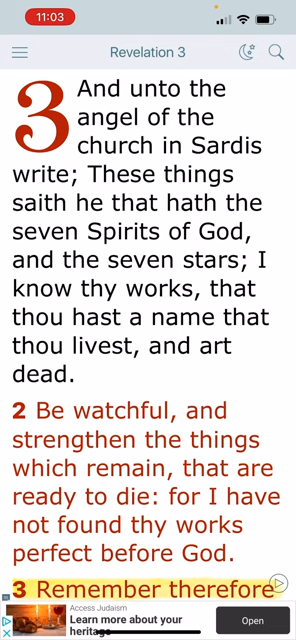 11:03
Revelation 3
3 And unto the
angel of the
church in Sardis
write; These things
saith he that hath the
seven Spirits of God,
and the seven stars; I
know thy works, that
thou hast a name that
thou livest, and art
dead.
2 Be watchful, and
strengthen the things
which remain, that are
ready to die: for I have
not found thy works
perfect before God.
3 Remember therefore
Access Judaism
Learn more about your
heritage
Open